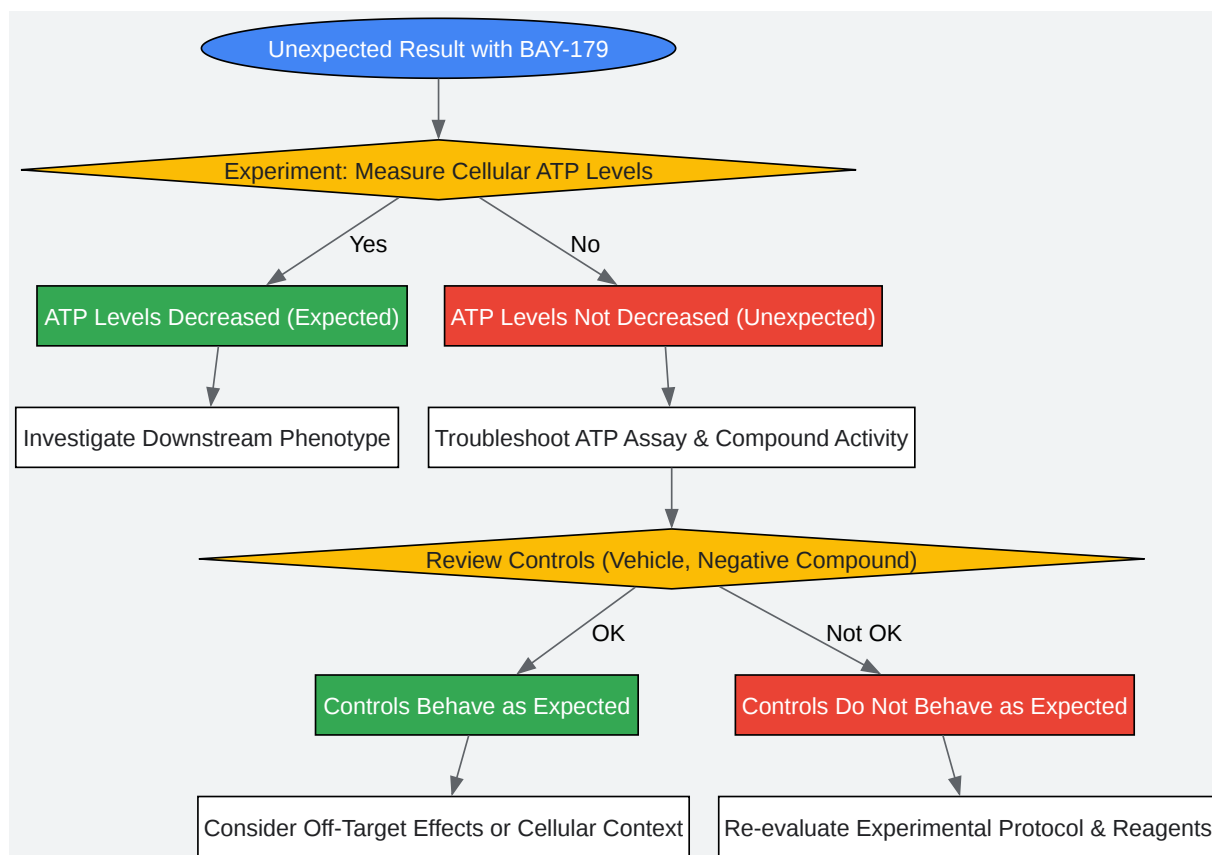 Unexpected Result with BAY-179
Experiment: Measure Cellular ATP Levels
Yes
No
ATP Levels Decreased (Expected)
ATP Levels Not Decreased (Unexpected)
Investigate Downstream Phenotype
Troubleshoot ATP Assay & Compound Activity
Review Controls (Vehicle, Negative Compound)
OK
Not OK
Controls Behave as Expected
Controls Do Not Behave as Expected
Consider Off-Target Effects or Cellular Context
Re-evaluate Experimental Protocol & Reagents